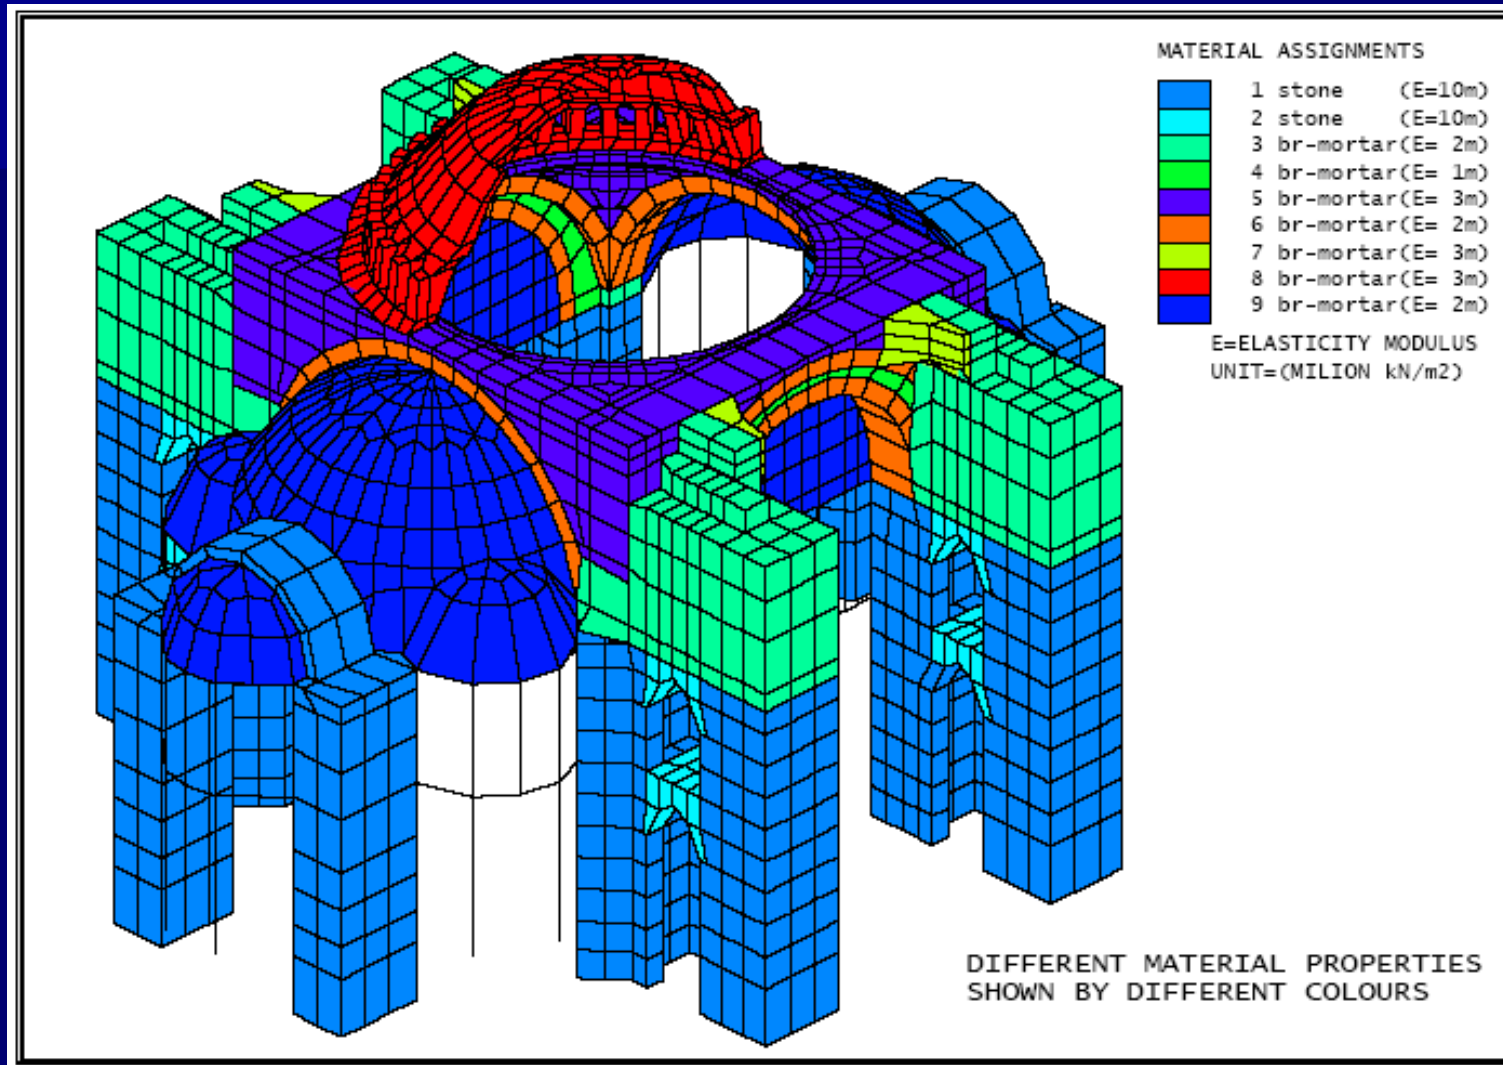 MATERIAL ASSIGNMENTS
1 stone (E=10m)
2 stone (E=10m)
3 br-mortar(E= 2m)
4 br-mortar(E= 1m)
5 br-mortar(E= 3m)
6 br-mortar(E= 2m)
7 br-mortar(E= 3m)
8 br-mortar(E= 3m)
9 br-mortar(E= 2m)
E=ELASTICITY MODULUS
UNIT=(MILION kN/m2)
DIFFERENT MATERIAL PROPERTIES
SHOWN BY DIFFERENT COLOURS